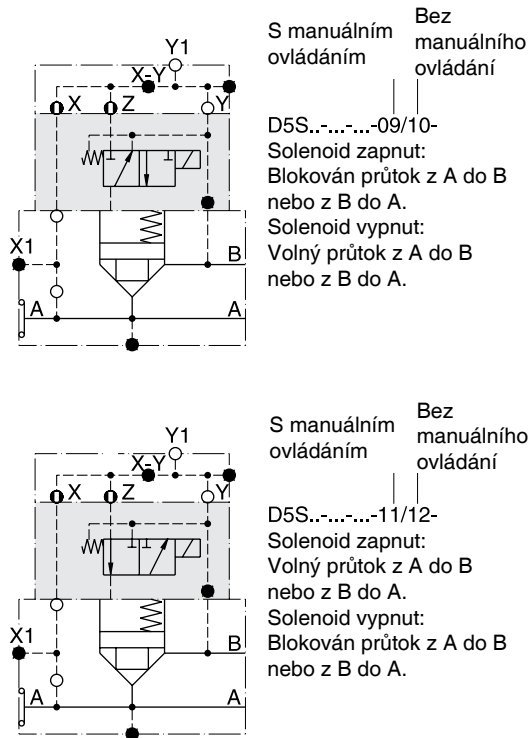 Y1
X-Y
X
Z
Y
X1
B
A
A
S manuálním
ovládáním
Bez
manuálního
ovládání
D5S..-...-...-09/10-
Solenoid zapnut:
Blokován průtok z A do B
nebo z B do A.
Solenoid vypnut:
Volný průtok z A do B
nebo z B do A.
Y1
X-Y
X
Z
Y
X1
B
A
A
S manuálním
ovládáním
Bez
manuálního
ovládání
D5S..-...-...-11/12-
Solenoid zapnut:
Volný průtok z A do B
nebo z B do A.
Solenoid vypnut:
Blokován průtok z A do B
nebo z B do A.